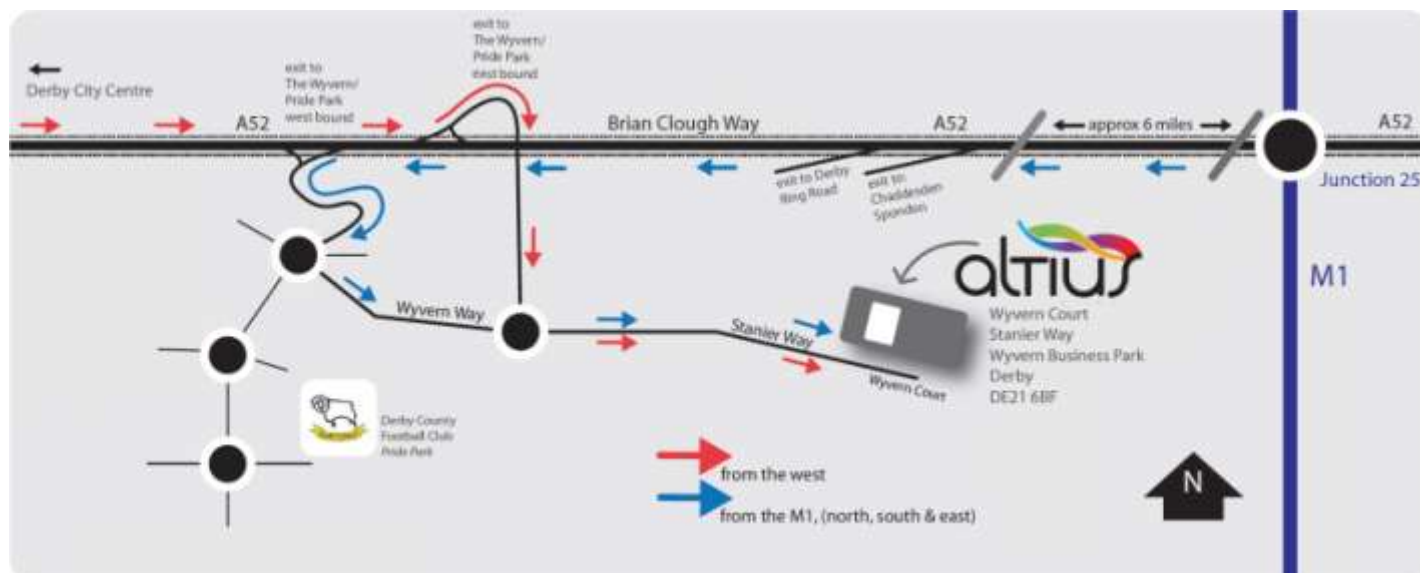 exit to
The Wyvern/
Pride Park
west bound
exit to
The Wyvern/
Pride Park
east bound
Derby City Centre
A52
Brian Clough Way
A52
approx 6 miles
A52
exit to Derby
Ring Road
exit to
Chaddesden
Spondon
Junction 25
M1
altius
Wyvern Court
Stanier Way
Wyvern Business Park
Derby
DE21 6BF
Wyvern Way
Stanier Way
Wyvern Court
Derby County
Football Club
Pride Park
from the west
from the M1, (north, south & east)
N